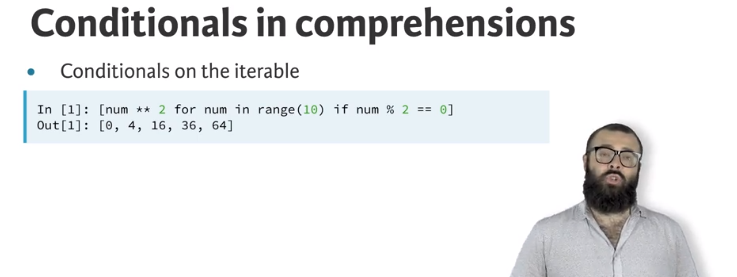 Conditionals in comprehensions
• Conditionals on the iterable
In [1]: [num ** 2 for num in range(10) if num % 2 == 0]
Out[1]: [0, 4, 16, 36, 64]